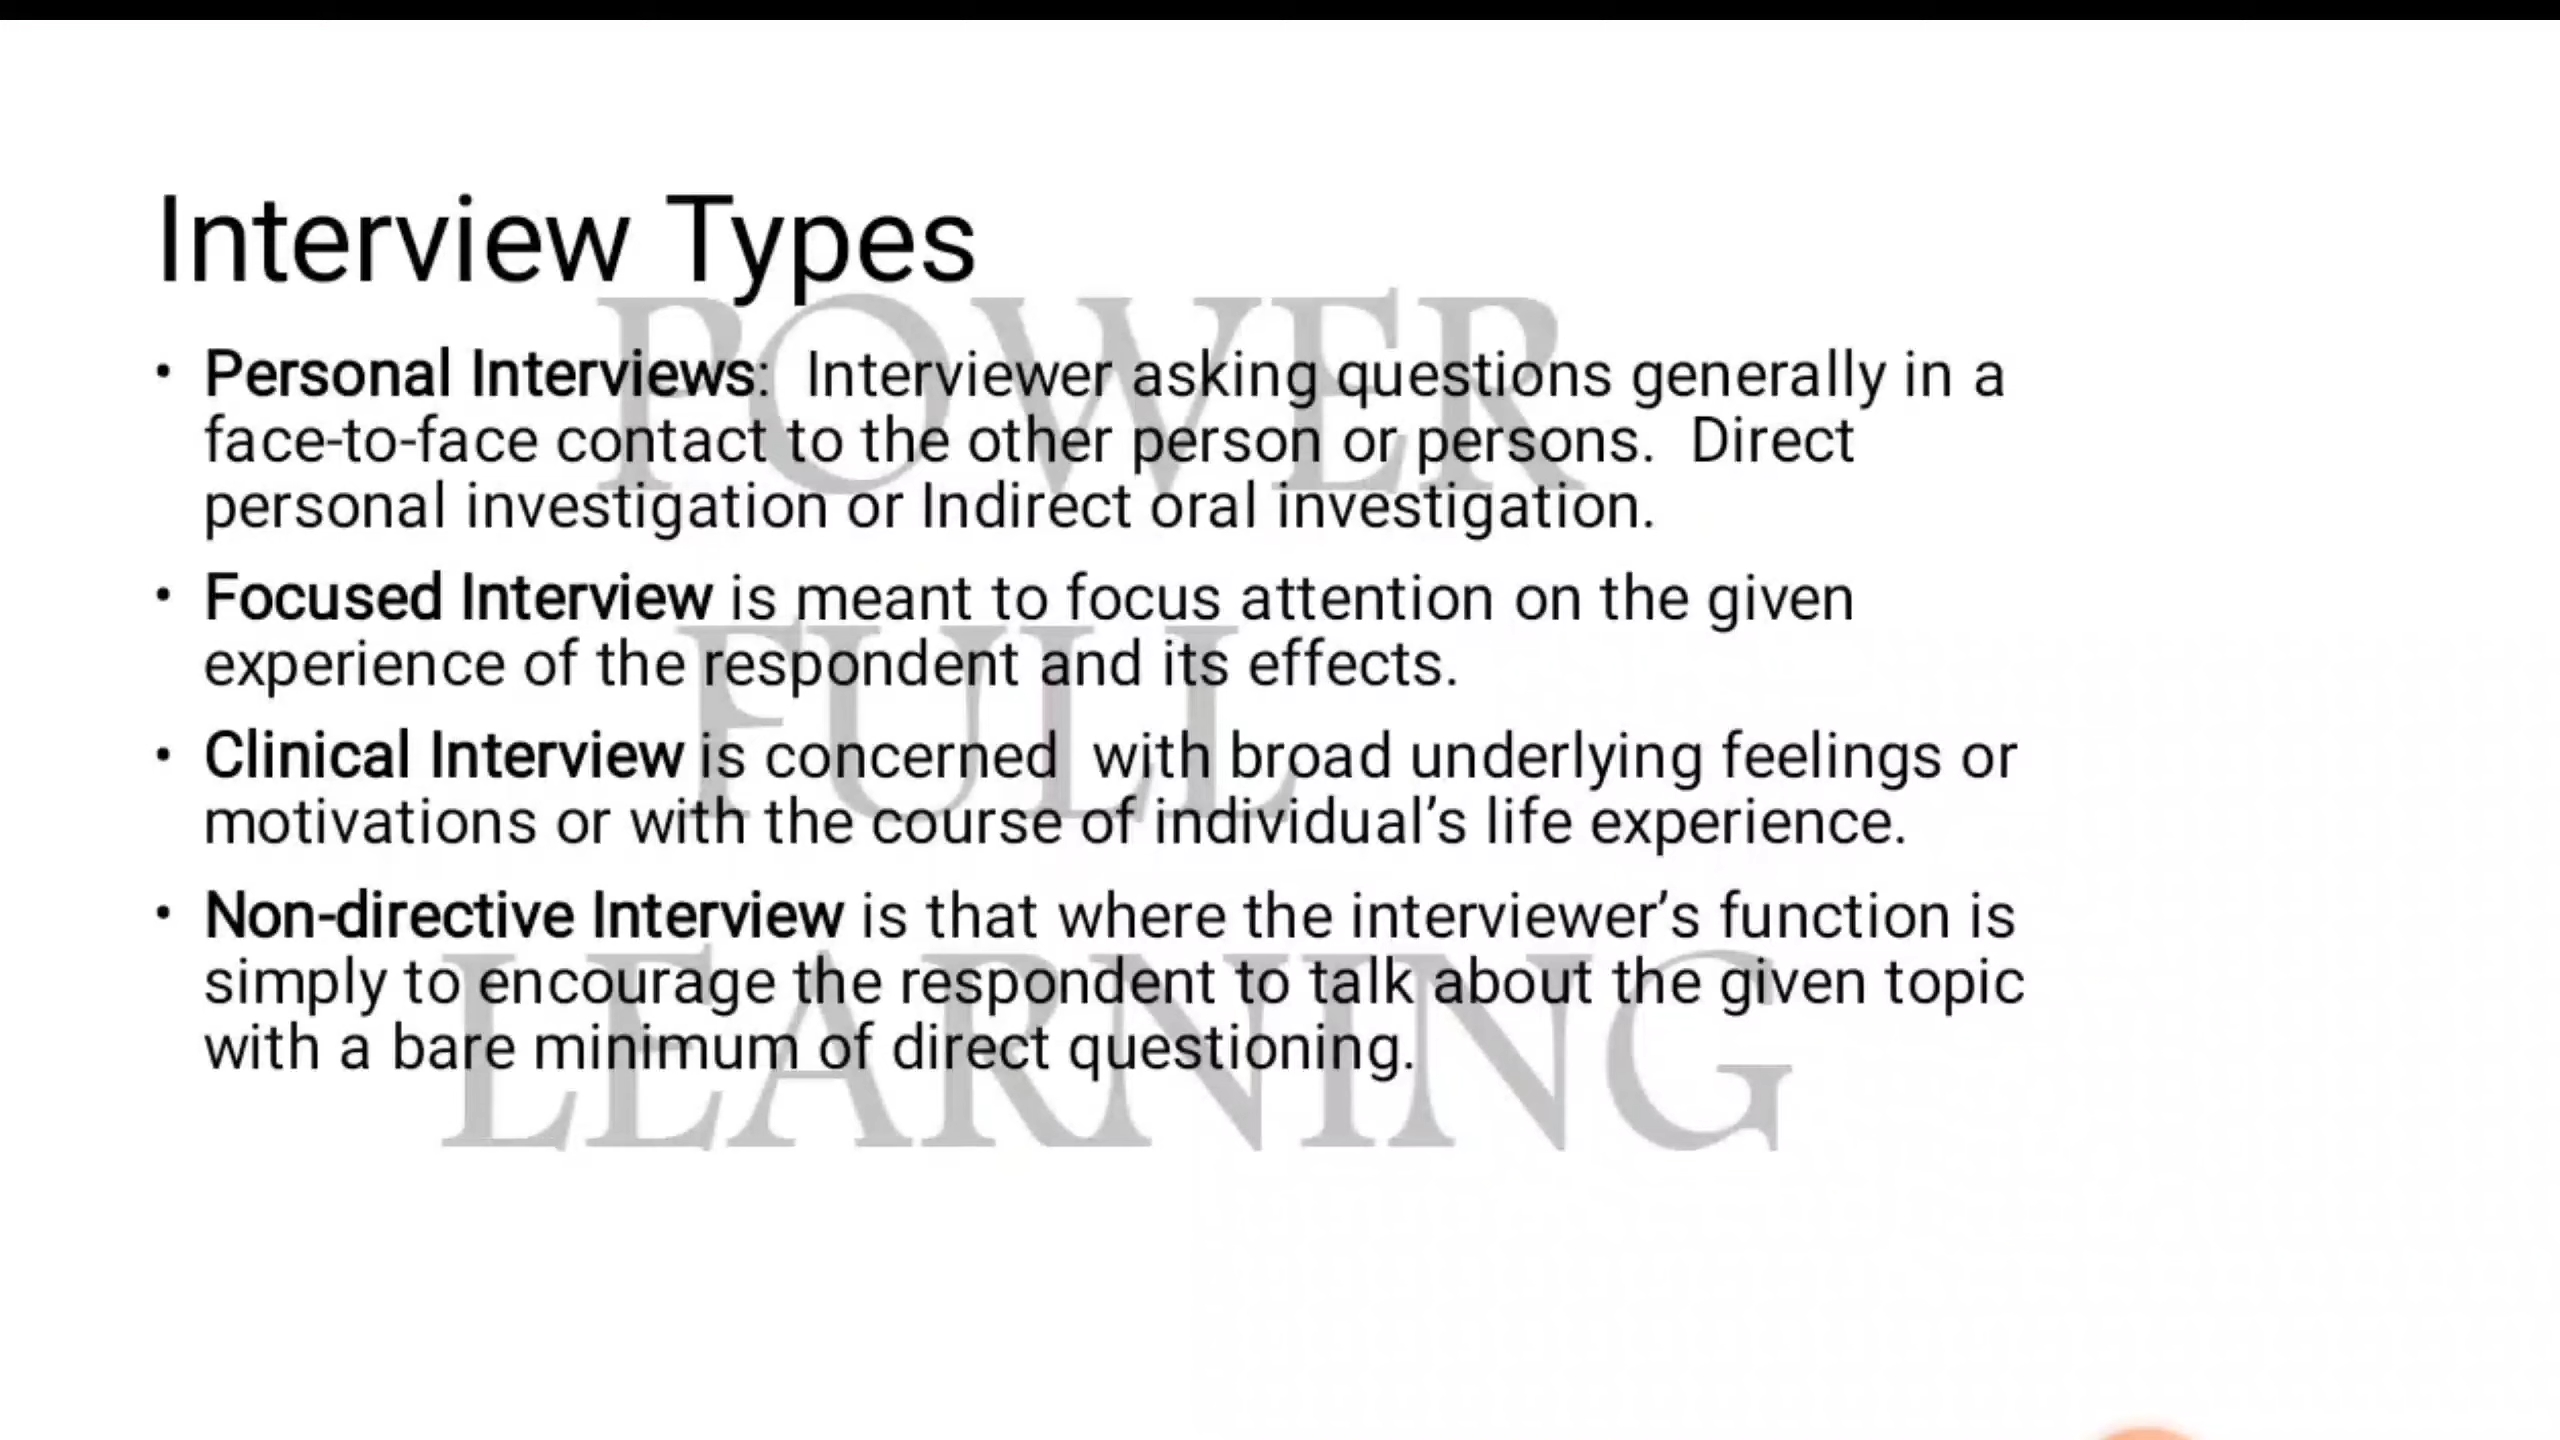 Interview Types
• Personal Interviews:  Interviewer asking questions generally in a
face-to-face contact to the other person or persons.  Direct
personal investigation or Indirect oral investigation.
• Focused Interview is meant to focus attention on the given
experience of the respondent and its effects.
• Clinical Interview is concerned  with broad underlying feelings or
motivations or with the course of individual’s life experience.
• Non-directive Interview is that where the interviewer’s function is
simply to encourage the respondent to talk about the given topic
with a bare minimum of direct questioning.
POWER
FULL
LEARNING